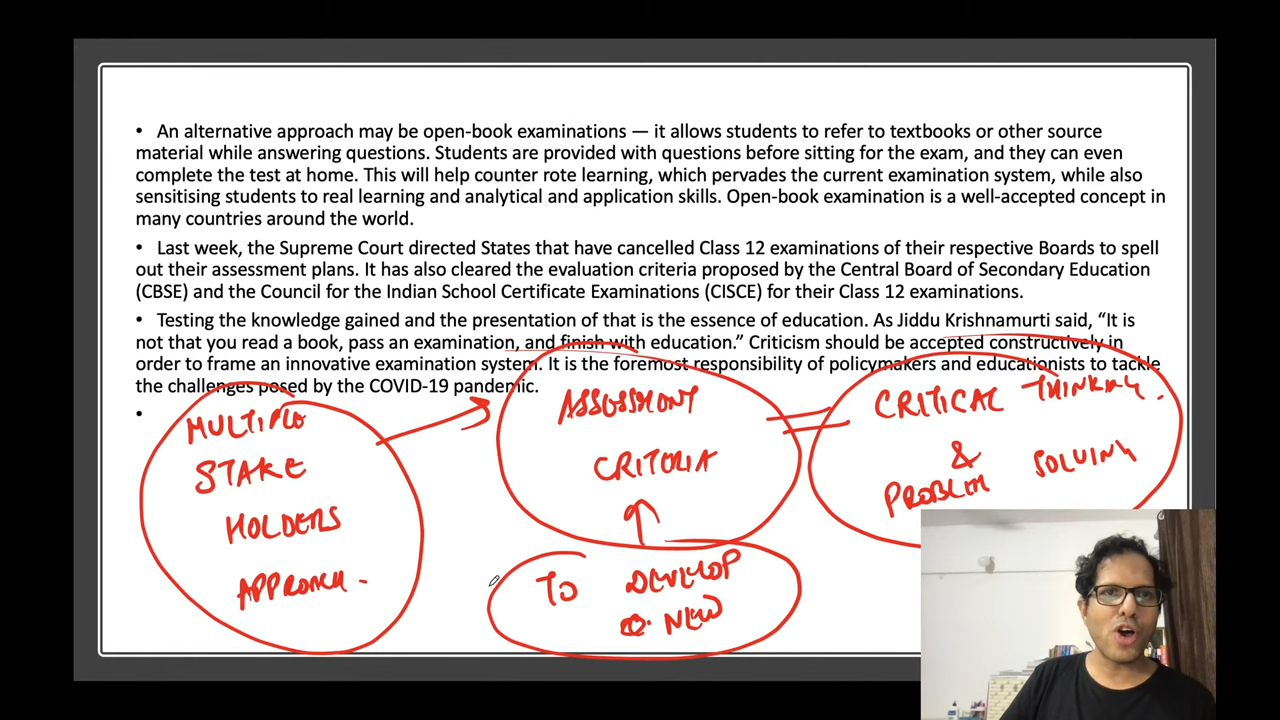 • An alternative approach may be open-book examinations — it allows students to refer to textbooks or other source
material while answering questions. Students are provided with questions before sitting for the exam, and they can even
complete the test at home. This will help counter rote learning, which pervades the current examination system, while also
sensitising students to real learning and analytical and application skills. Open-book examination is a well-accepted concept in
many countries around the world.
• Last week, the Supreme Court directed States that have cancelled Class 12 examinations of their respective Boards to spell
out their assessment plans. It has also cleared the evaluation criteria proposed by the Central Board of Secondary Education
(CBSE) and the Council for the Indian School Certificate Examinations (CISCE) for their Class 12 examinations.
• Testing the knowledge gained and the presentation of that is the essence of education. As Jiddu Krishnamurti said, “It is
not that you read a book, pass an examination, and finish with education.” Criticism should be accepted constructively in
order to frame an innovative examination system. It is the foremost responsibility of policymakers and educationists to tackle
the challenges posed by the COVID-19 pandemic.
•
MULTIPLE
STAKE
HOLDERS
APPROACH.
ASSESSMENT
CRITERIA
TO DEVELOP
NEW
CRITICAL THINKING.
&
PROBLEM SOLVING